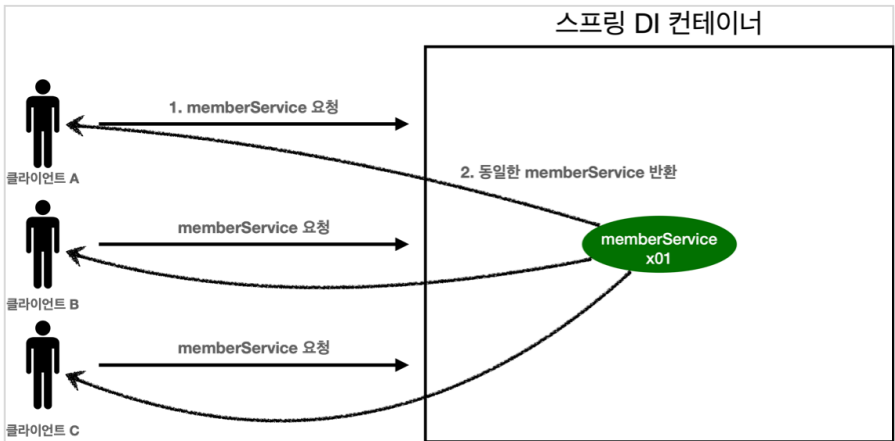 스프링 DI 컨테이너
1. memberService 요청
클라이언트 A
2. 동일한 memberService 반환
memberService 요청
memberService
x01
클라이언트 B
memberService 요청
클라이언트 C